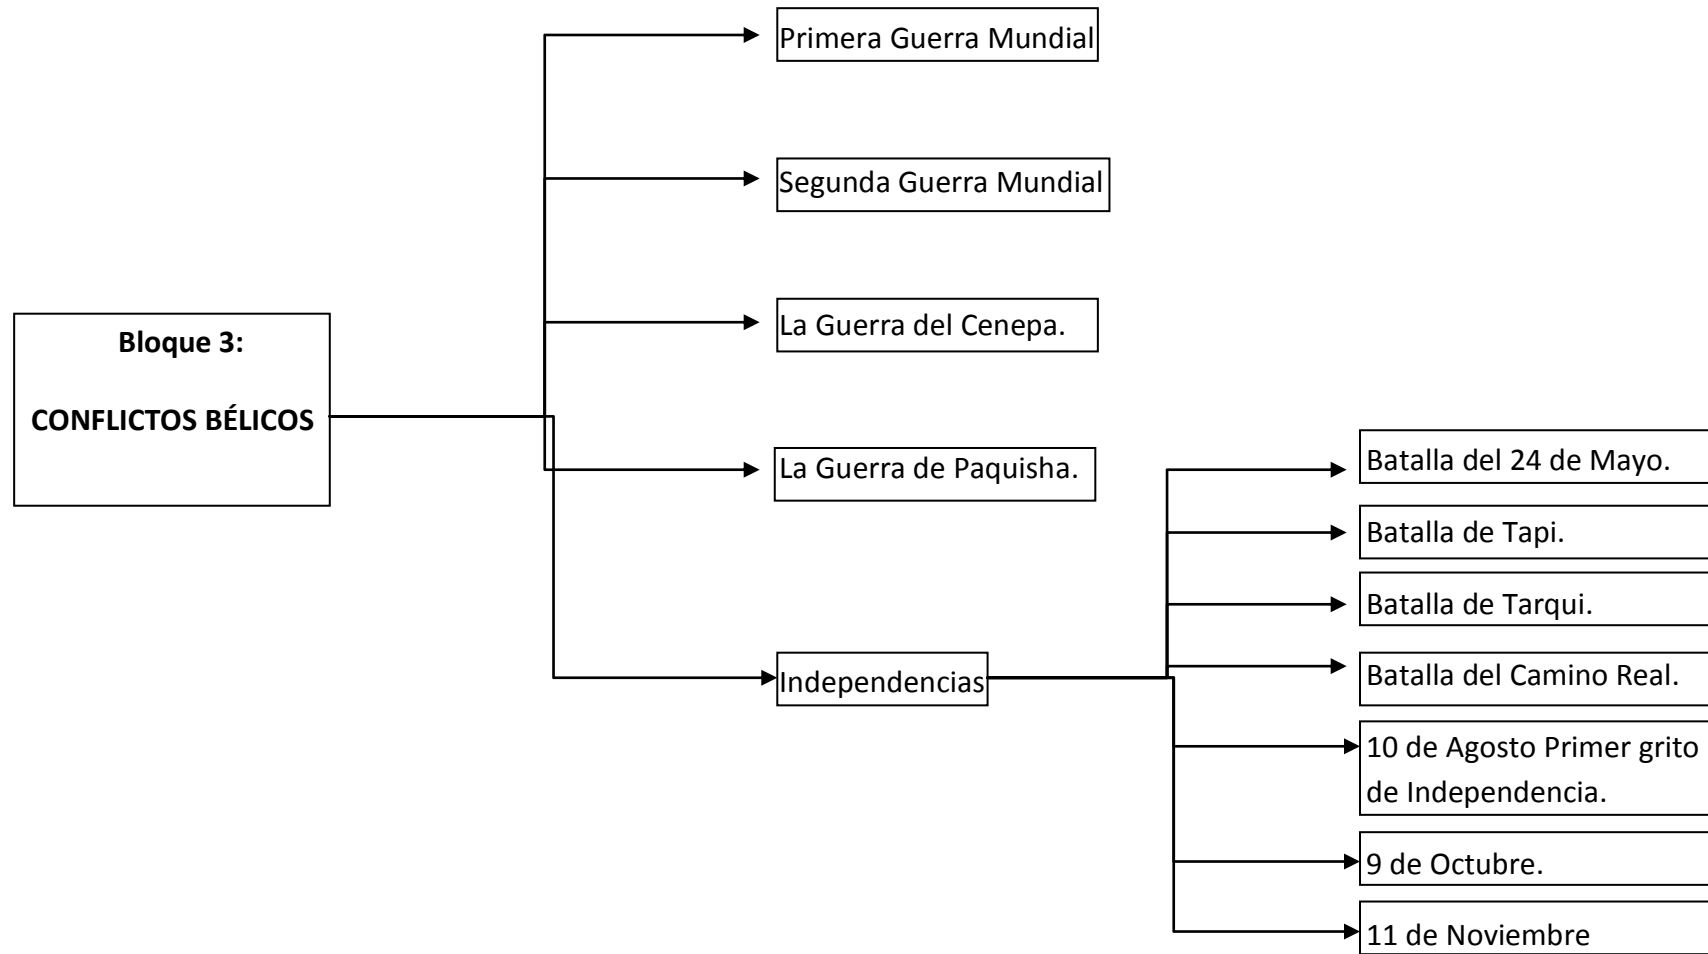 Primera Guerra Mundial
Segunda Guerra Mundial
La Guerra del Cenepa.
Bloque 3:
CONFLICTOS BÉLICOS
La Guerra de Paquisha.
Independencias
Batalla del 24 de Mayo.
Batalla de Tapi.
Batalla de Tarqui.
Batalla del Camino Real.
10 de Agosto Primer grito
de Independencia.
9 de Octubre.
11 de Noviembre